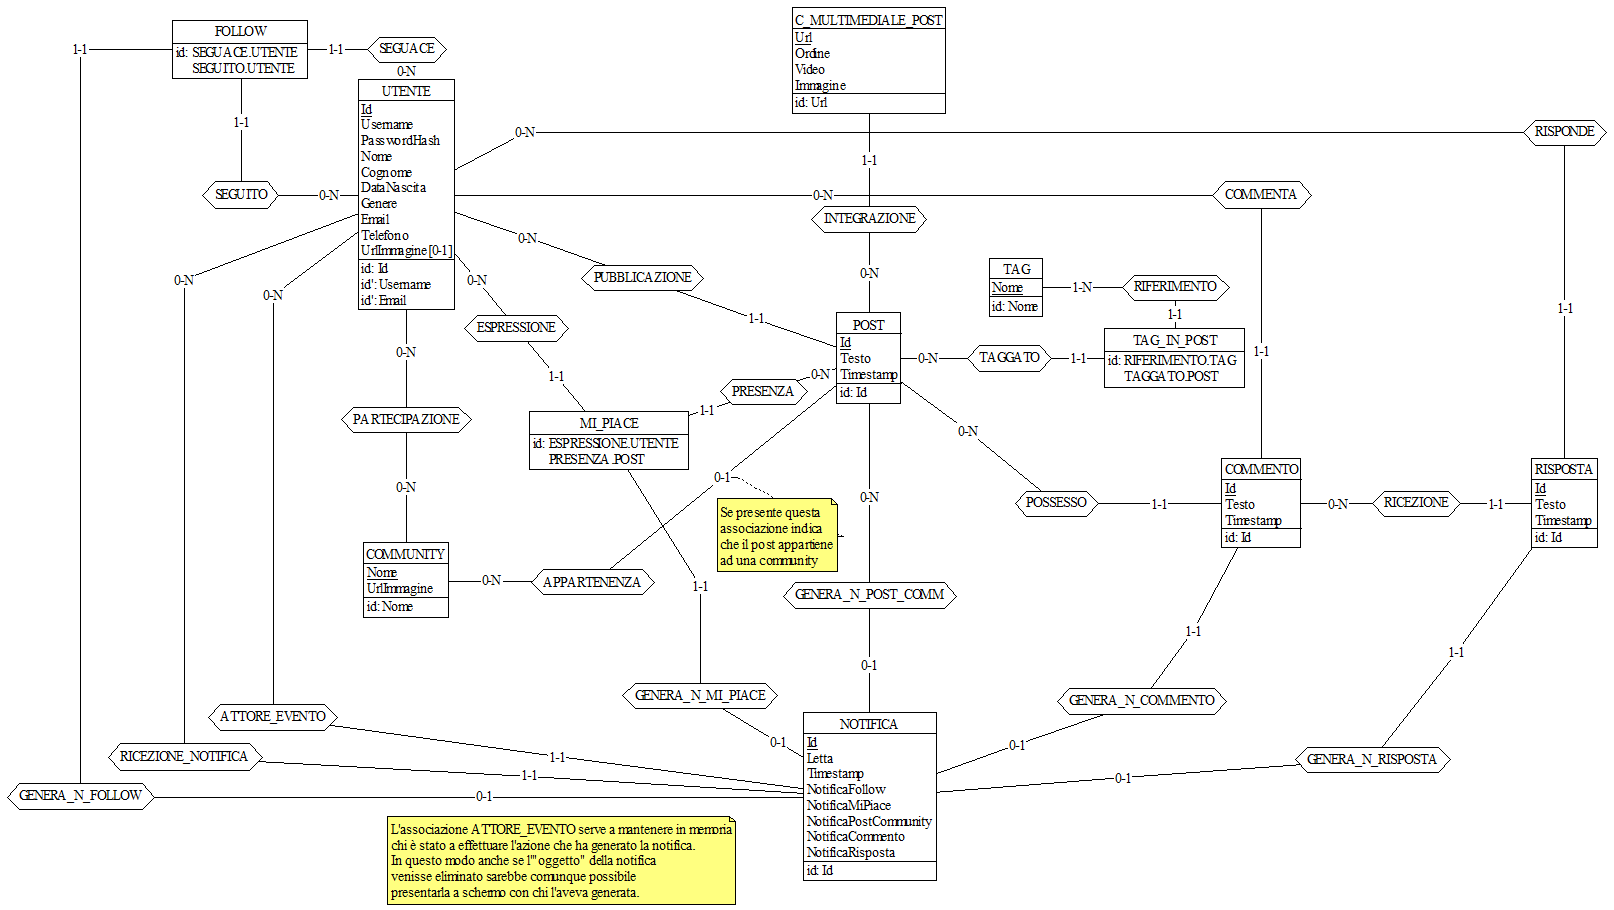 FOLLOW
id: SEGUACE.UTENTE
SEGUITO.UTENTE
1-1
1-1
SEGUACE
0-N
1-1
SEGUITO
0-N
UTENTE
Id
Username
PasswordHash
Nome
Cognome
DataNascita
Genere
Email
Telefono
UrlImmagine[0-1]
id: Id
id': Username
id': Email
C_MULTIMEDIALE_POST
Url
Ordine
Video
Immagine
id: Url
1-1
INTEGRAZIONE
0-N
0-N
RISPONDE
0-N
COMMENTA
0-N
PUBBLICAZIONE
1-1
0-N
ESPRESSIONE
1-1
0-N
0-N
TAG
Nome
id: Nome
1-N
RIFERIMENTO
1-1
TAG_IN_POST
id: RIFERIMENTO.TAG
TAGGATO.POST
POST
Id
Testo
Timestamp
id: Id
0-N
TAGGATO
1-1
1-1
1-1
0-N
PARTECIPAZIONE
0-N
0-N
PRESENZA
1-1
MI_PIACE
id: ESPRESSIONE.UTENTE
PRESENZA.POST
0-N
POSSESSO
1-1
COMMENTO
Id
Testo
Timestamp
id: Id
0-N
RICEZIONE
1-1
RISPOSTA
Id
Testo
Timestamp
id: Id
0-1
Se presente questa
associazione indica
che il post appartiene
ad una community
0-N
COMMUNITY
Nome
UrlImmagine
id: Nome
0-N
APPARTENENZA
1-1
GENERA_N_POST_COMM
0-1
1-1
1-1
GENERA_N_MI_PIACE
0-1
GENERA_N_COMMENTO
0-1
ATTORE_EVENTO
1-1
RICEZIONE_NOTIFICA
1-1
GENERA_N_FOLLOW
0-1
GENERA_N_RISPOSTA
0-1
NOTIFICA
Id
Letta
Timestamp
NotificaFollow
NotificaMiPiace
NotificaPostCommunity
NotificaCommento
NotificaRisposta
id: Id
L'associazione ATTORE_EVENTO serve a mantenere in memoria
chi è stato a effettuare l'azione che ha generato la notifica.
In questo modo anche se l'"oggetto" della notifica
venisse eliminato sarebbe comunque possibile
presentarla a schermo con chi l'aveva generata.